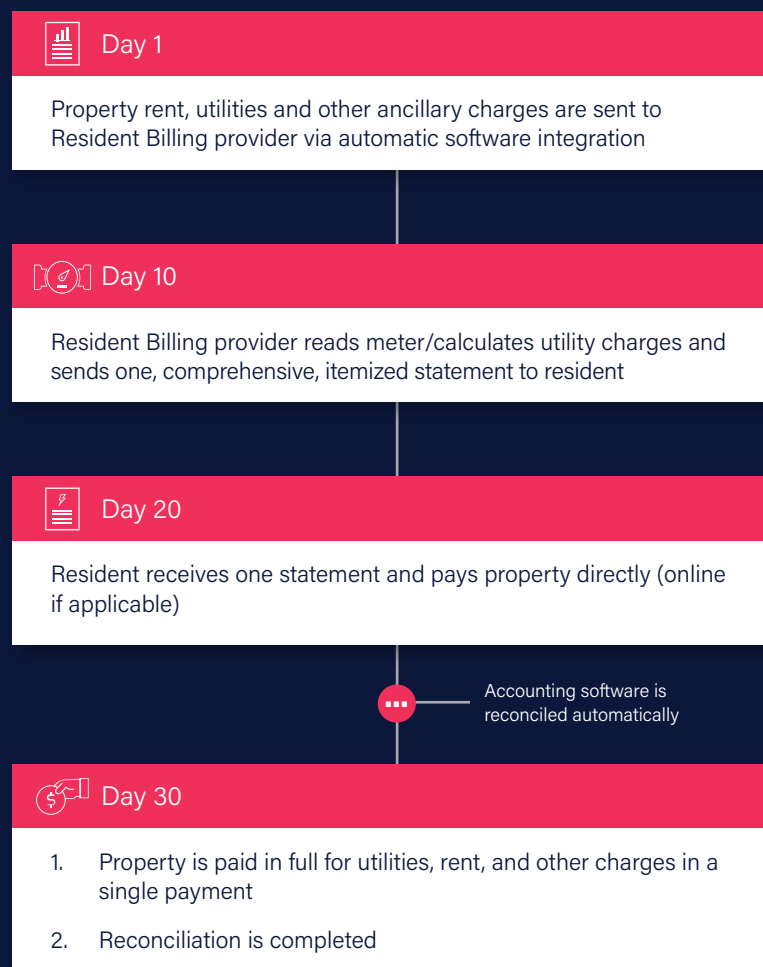 Day 1
Property rent, utilities and other ancillary charges are sent to
Resident Billing provider via automatic software integration
Day 10
Resident Billing provider reads meter/calculates utility charges and
sends one, comprehensive, itemized statement to resident
Day 20
Resident receives one statement and pays property directly (online
if applicable)
Accounting software is
reconciled automatically
Day 30
1. Property is paid in full for utilities, rent, and other charges in a
single payment
2. Reconciliation is completed